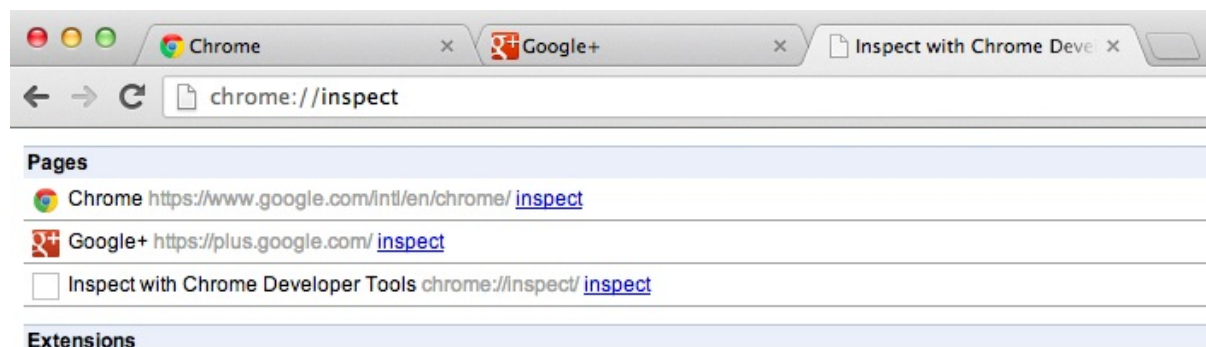 Chrome
Google+
Inspect with Chrome Deve
chrome://inspect
Pages
Chrome https://www.google.com/intl/en/chrome/ inspect
g+ Google+ https://plus.google.com/ inspect
Inspect with Chrome Developer Tools chrome://inspect/ inspect
Extensions